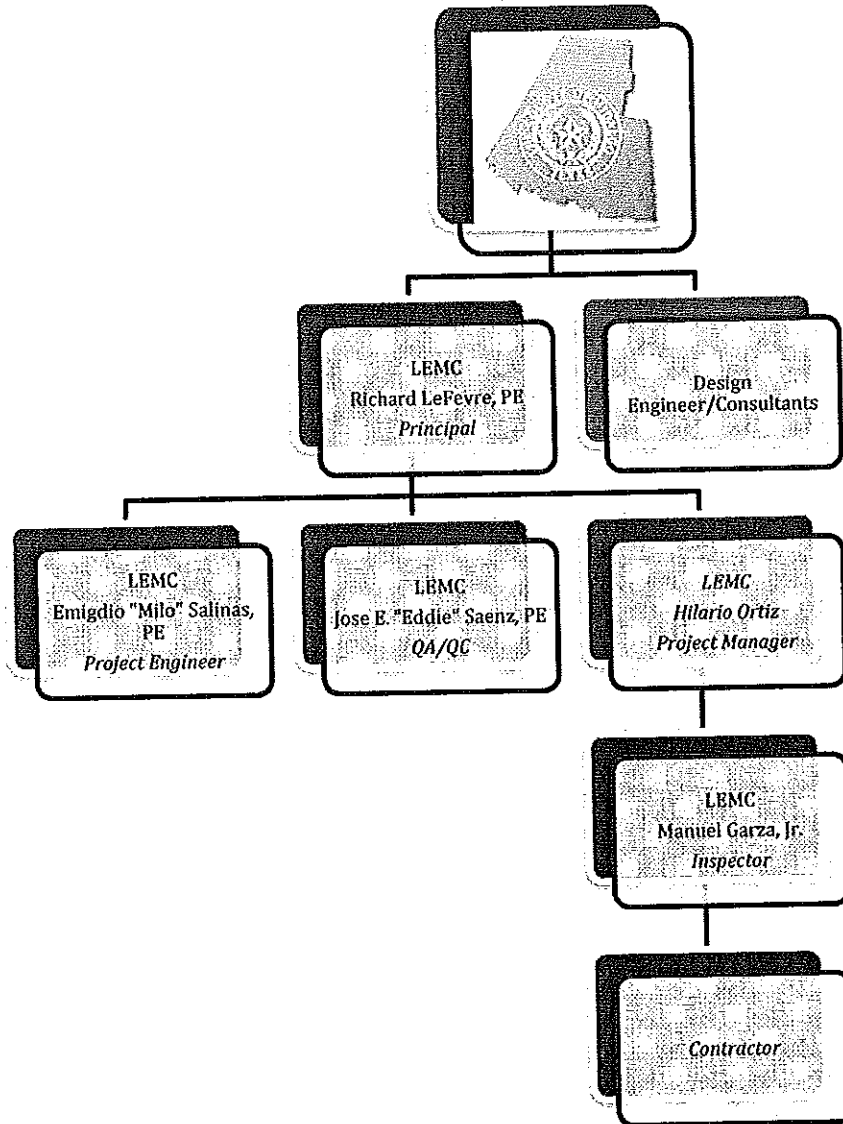 LEMC
Richard LeFevre, PE
Principal
Design
Engineer/Consultants
LEMC
Emigdio "Milo" Salinas,
PE
Project Engineer
LEMC
Jose E. "Eddie" Saenz, PE
QA/QC
LEMC
Hilario Ortiz
Project Manager
LEMC
Manuel Garza, Jr.
Inspector
Contractor